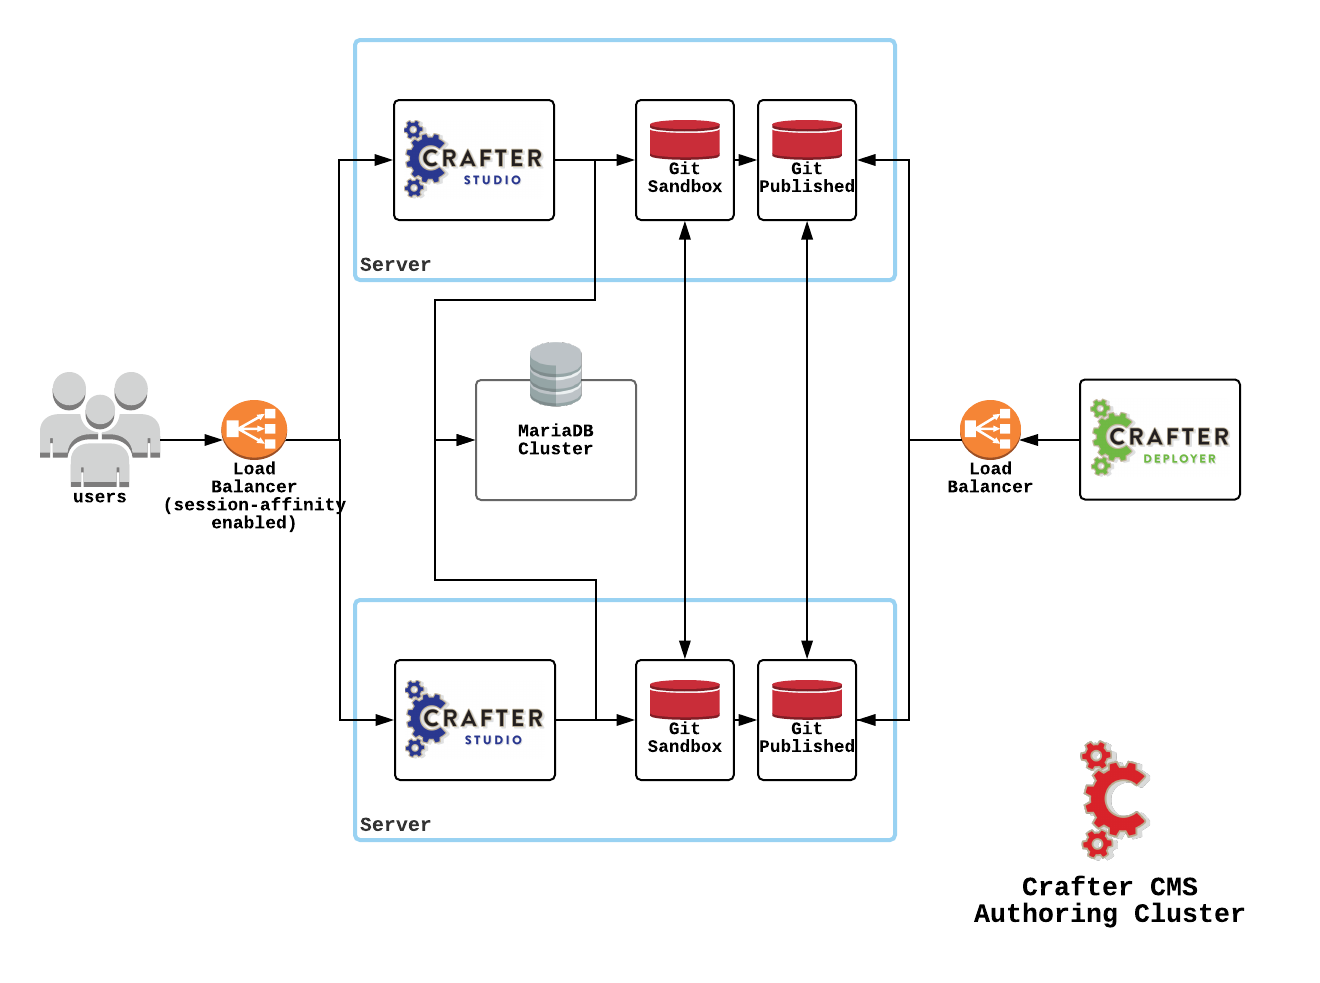 CRAFTER
STUDIO
Git
Sandbox
Git
Published
Server
MariaDB
Cluster
users
Load
Balancer
(session-affinity
enabled)
Load
Balancer
CRAFTER
DEPLOYER
CRAFTER
STUDIO
Git
Sandbox
Git
Published
Server
Crafter CMS
Authoring Cluster